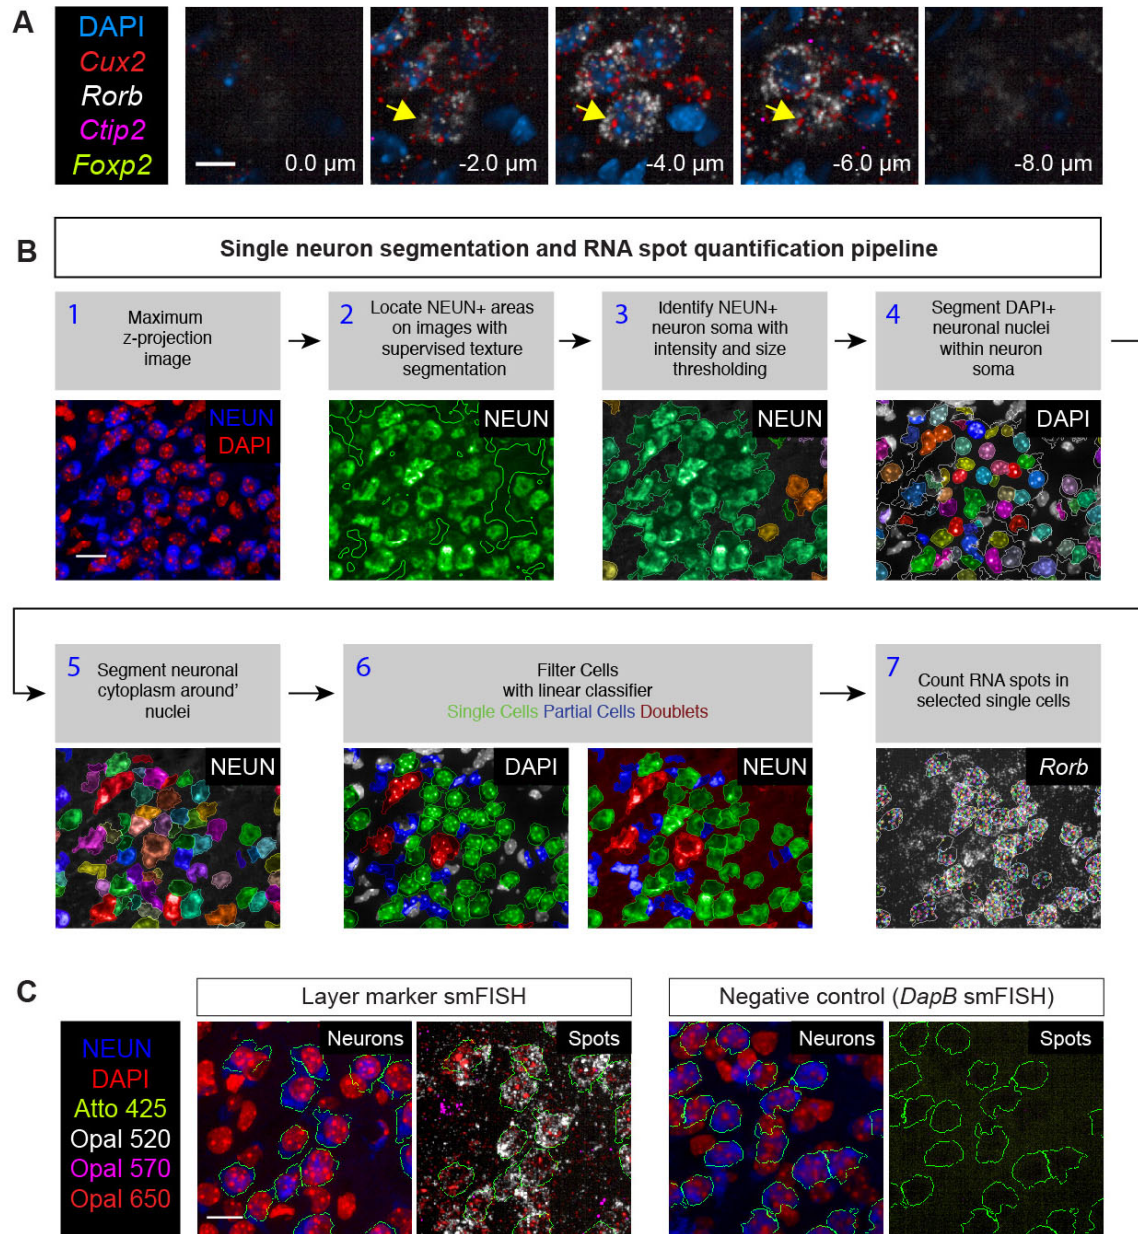 A
DAPI
Cux2
Rorb
Ctip2
Foxp2
0.0 µm
-2.0 µm
-4.0 µm
-6.0 µm
-8.0 µm
B
Single neuron segmentation and RNA spot quantification pipeline
1
Maximum
z-projection
image
2
Locate NEUN+ areas
on images with
supervised texture
segmentation
3
Identify NEUN+
neuron soma with
intensity and size
thresholding
4
Segment DAPI+
neuronal nuclei
within neuron
soma
NEUN
DAPI
NEUN
NEUN
DAPI
5
Segment neuronal
cytoplasm around'
nuclei
6
Filter Cells
with linear classifier
Single Cells Partial Cells Doublets
7
Count RNA spots in
selected single cells
NEUN
DAPI
NEUN
Rorb
C
Layer marker smFISH
Negative control (DapB smFISH)
NEUN
DAPI
Atto 425
Opal 520
Opal 570
Opal 650
Neurons
Spots
Neurons
Spots